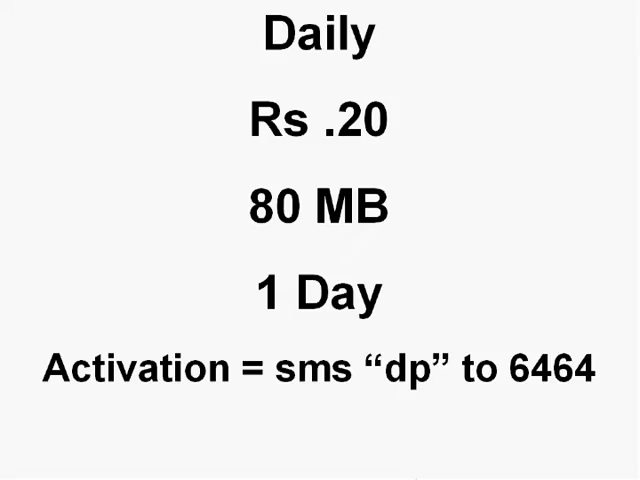 Daily
Rs .20
80 MB
1 Day
Activation = sms “dp” to 6464